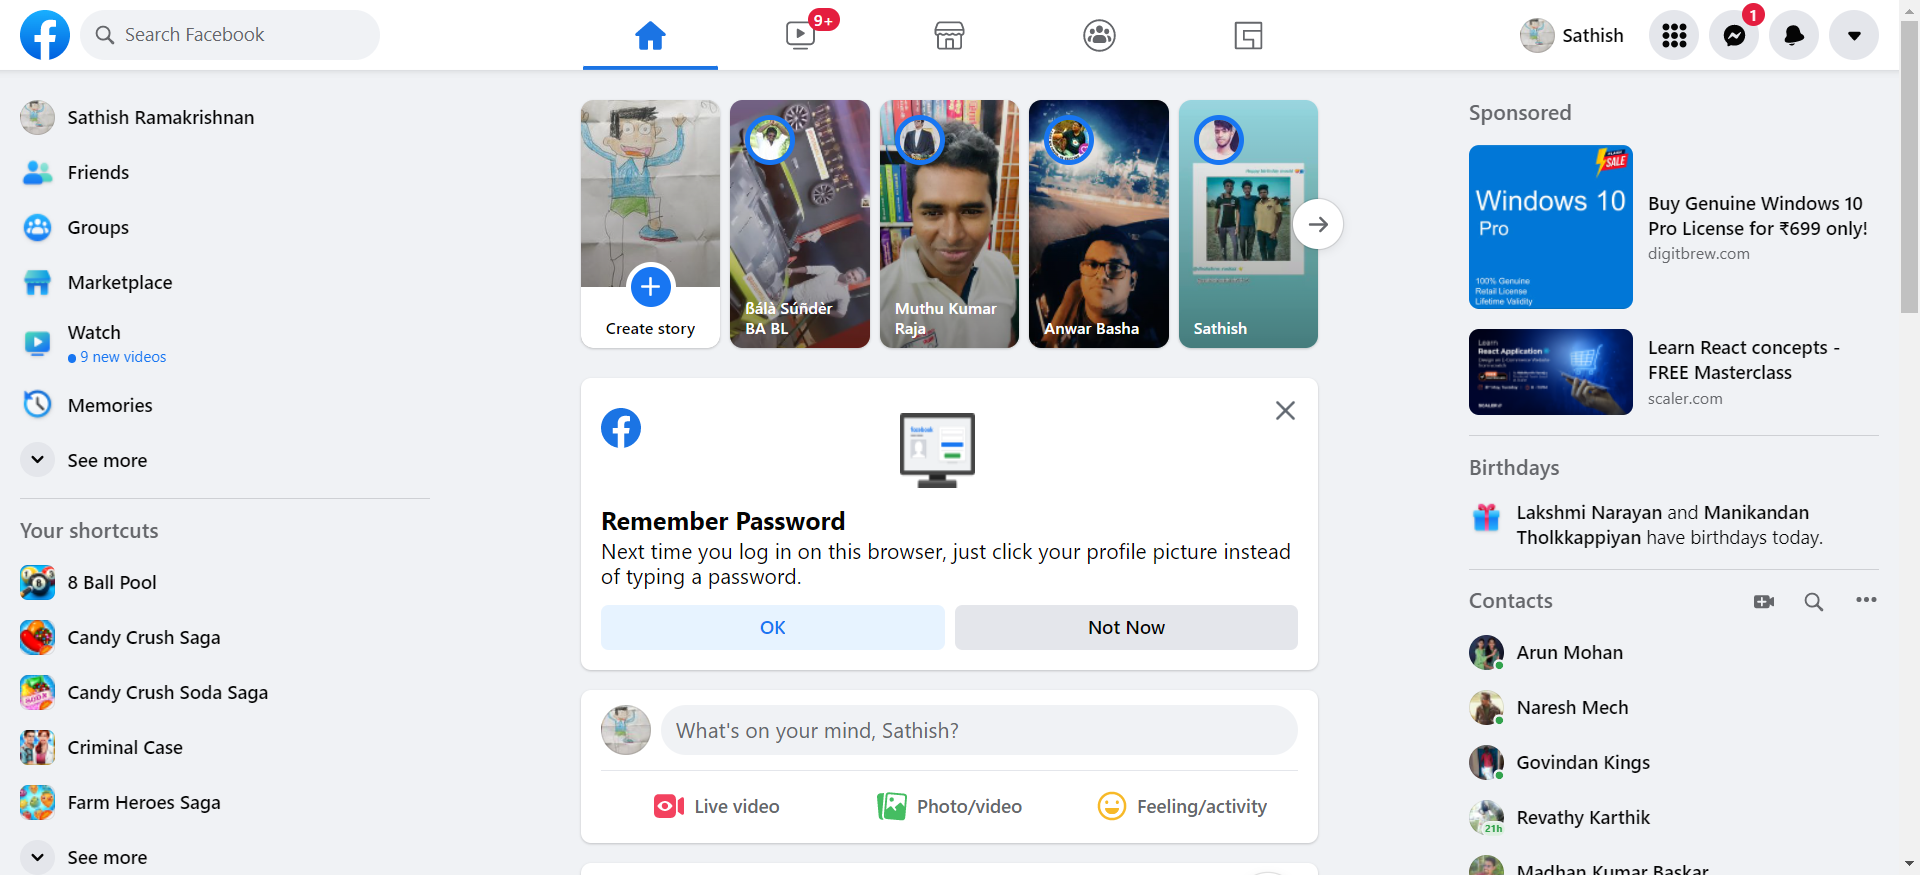 Search Facebook
9+
Sathish
1
Sathish Ramakrishnan
Friends
Groups
Marketplace
Watch
9 new videos
Memories
See more
Your shortcuts
8 Ball Pool
Candy Crush Saga
Candy Crush Soda Saga
Criminal Case
Farm Heroes Saga
See more
Create story
ßálà Súñdèr
BA BL
Muthu Kumar
Raja
Anwar Basha
Sathish
Remember Password
Next time you log in on this browser, just click your profile picture instead
of typing a password.
OK
Not Now
What's on your mind, Sathish?
Live video
Photo/video
Feeling/activity
Sponsored
SALE
Windows 10
Pro
100% Genuine
Retail License
Lifetime Validity
Buy Genuine Windows 10
Pro License for ₹699 only!
digitbrew.com
Learn
React Application
SCALER
Learn React concepts -
FREE Masterclass
scaler.com
Birthdays
Lakshmi Narayan and Manikandan
Tholkkappiyan have birthdays today.
Contacts
Arun Mohan
Naresh Mech
Govindan Kings
Revathy Karthik
21h
Madhan Kumar Baskar